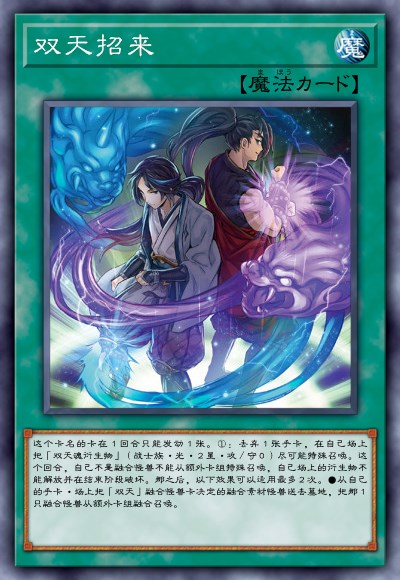 双天招来
魔
【魔法カード】
まほう
这个卡名的卡在1回合只能发动1张。①：丢弃1张手卡，在自己场上
把「双天魂衍生物」（战士族·光·2星·攻／守0）尽可能特殊召唤。这
个回合，自己不是融合怪兽不能从额外卡组特殊召唤，自己场上的衍生物不
能解放并在结束阶段破坏。那之后，以下效果可以适用最多2次。●从自己
的手卡·场上把「双天」融合怪兽卡决定的融合素材怪兽送去墓地，把那1
只融合怪兽从额外卡组融合召唤。